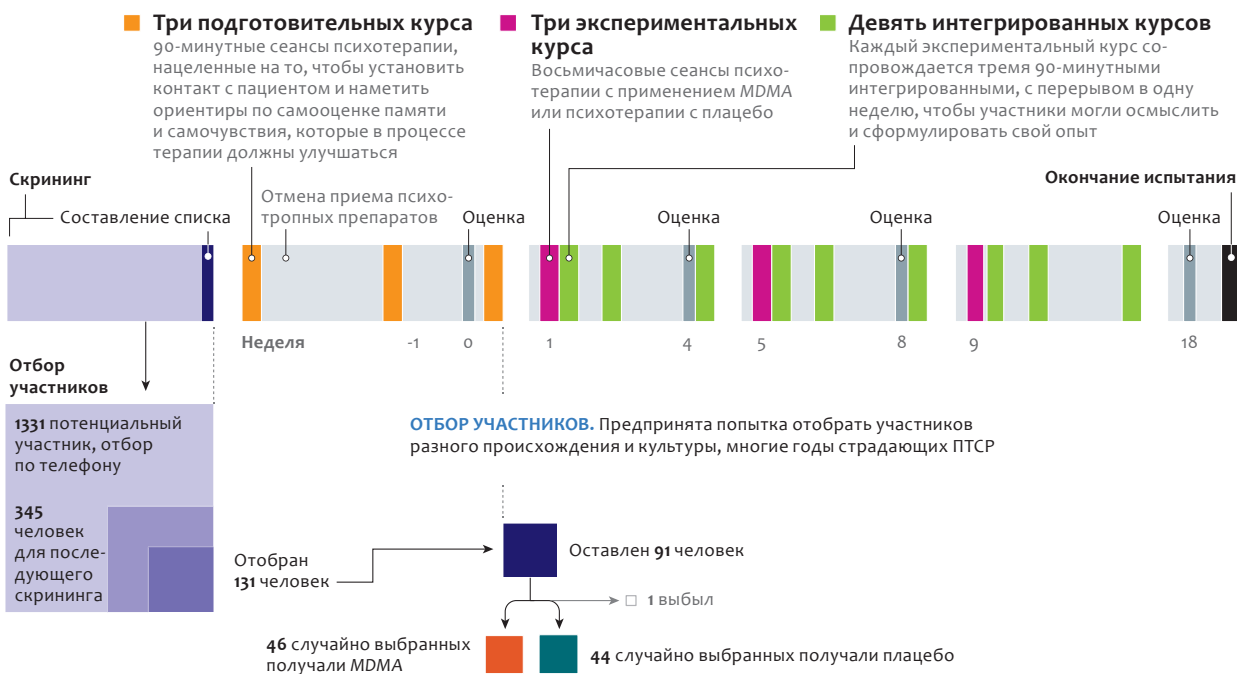 Три подготовительных курса
90-минутные сеансы психотерапии,
нацеленные на то, чтобы установить
контакт с пациентом и наметить
ориентиры по самооценке памяти
и самочувствия, которые в процессе
терапии должны улучшаться
Три экспериментальных
курса
Восьмичасовые сеансы психо-
терапии с применением MDMA
или психотерапии с плацебо
Девять интегрированных курсов
Каждый экспериментальный курс со-
провождается тремя 90-минутными
интегрированными, с перерывом в одну
неделю, чтобы участники могли осмыслить
и сформулировать свой опыт
Скрининг
Составление списка
Отмена приема психо-
тропных препаратов
Оценка
Оценка
Оценка
Окончание испытания
Оценка
Неделя
-1
0
1
4
5
8
9
18
Отбор
участников
1331 потенциальный
участник, отбор
по телефону
345
человек
для после-
дующего
скрининга
ОТБОР УЧАСТНИКОВ. Предпринята попытка отобрать участников
разного происхождения и культуры, многие годы страдающих ПТСР
Отобран
131 человек
Оставлен 91 человек
1 выбыл
46 случайно выбранных
получали MDMA
44 случайно выбранных получали плацебо